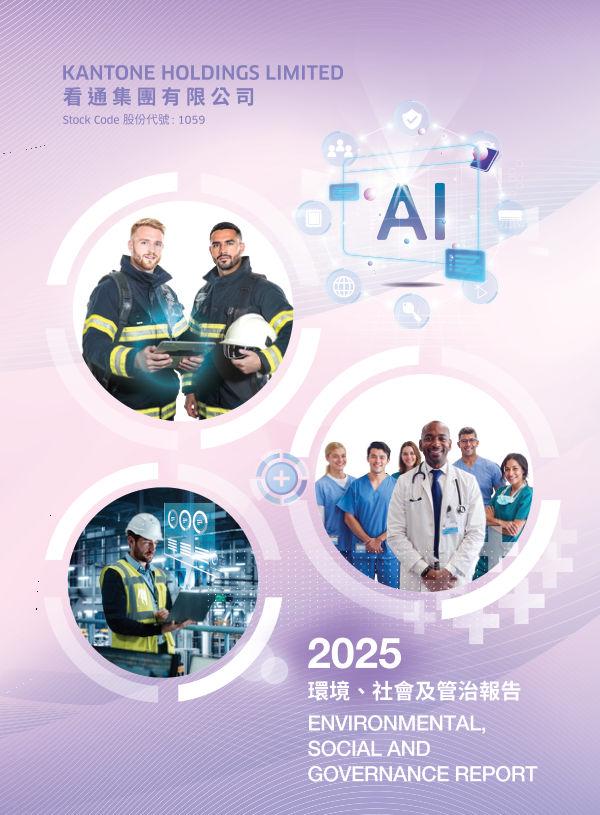 KANTONE HOLDINGS LIMITED
看通集團有限公司
Stock Code 股份代號 : 1059
AI
2025
環境、社會及管治報告
ENVIRONMENTAL,
SOCIAL AND
GOVERNANCE REPORT